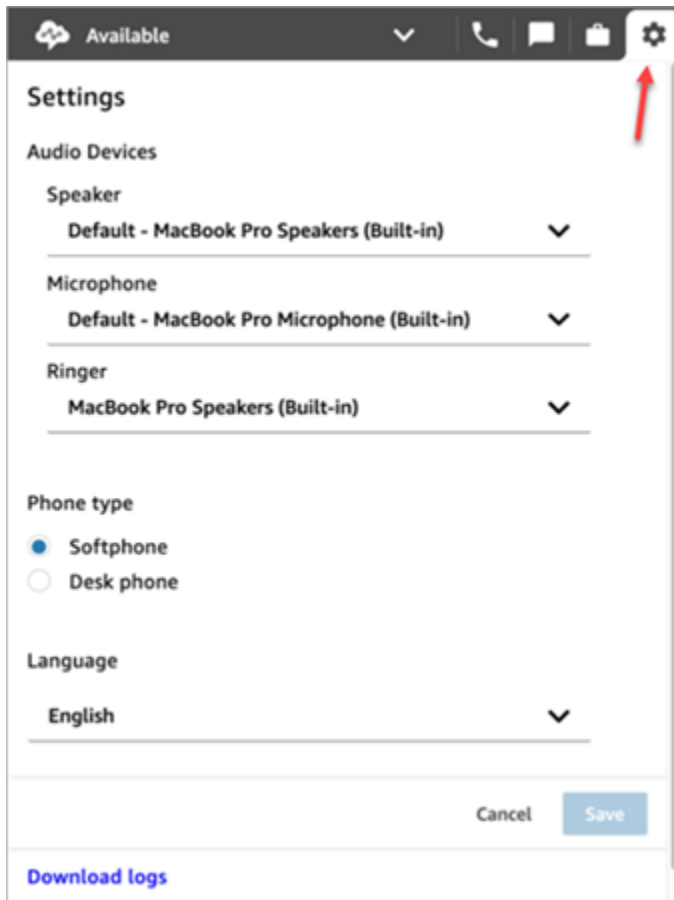 Available
Settings
Audio Devices
Speaker
Default - MacBook Pro Speakers (Built-in)
Microphone
Default - MacBook Pro Microphone (Built-in)
Ringer
MacBook Pro Speakers (Built-in)
Phone type
Softphone
Desk phone
Language
English
Cancel Save
Download logs